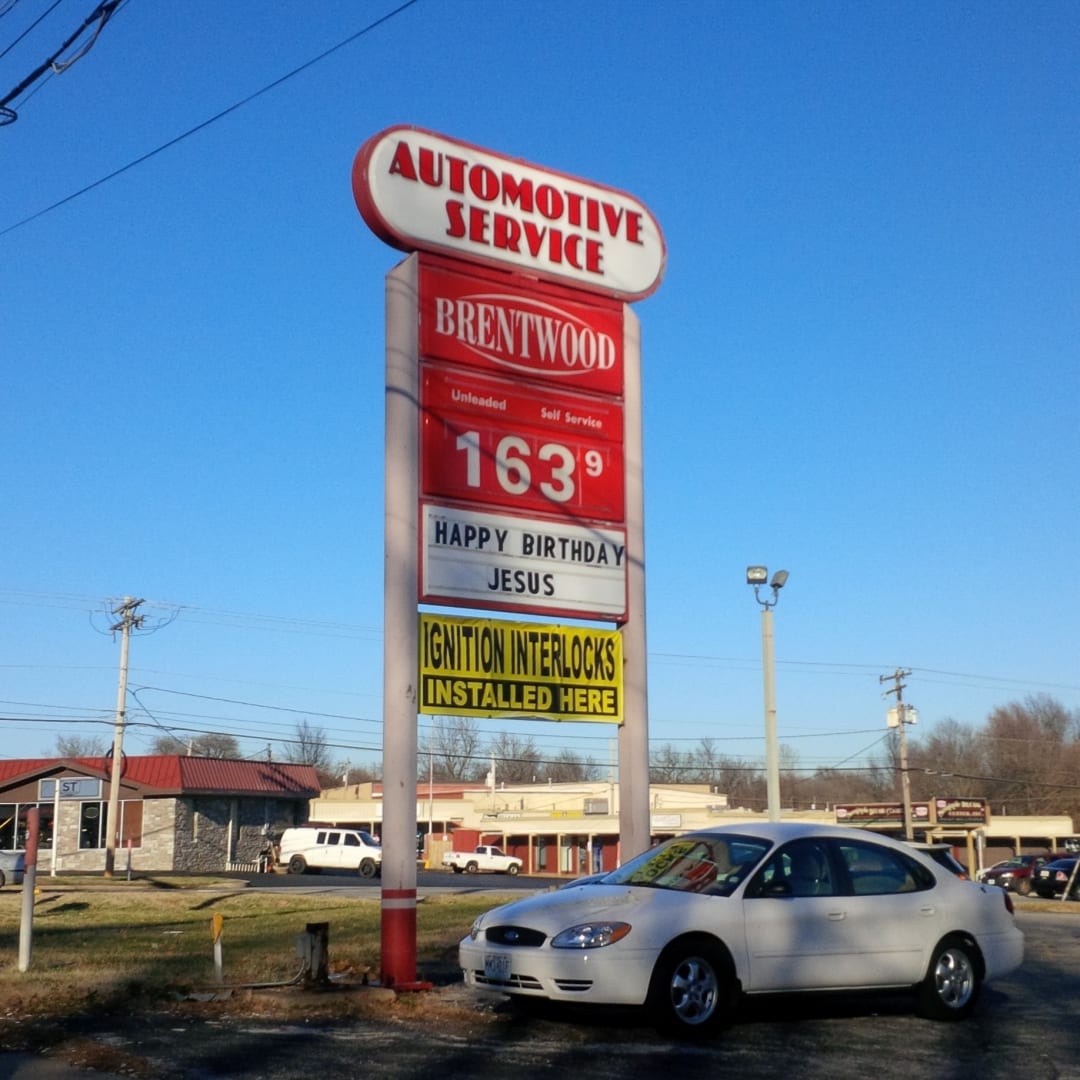 AUTOMOTIVE
SERVICE
BRENTWOOD
Unleaded Self Service
163 9
HAPPY BIRTHDAY
JESUS
IGNITION INTERLOCKS
INSTALLED HERE
ST